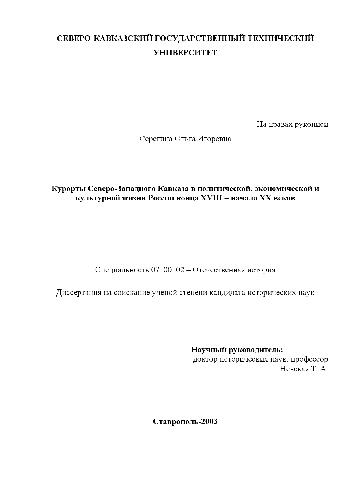 СЕВЕРО-КАВКАЗСКИЙ ГОСУДАРСТВЕННЫЙ ТЕХНИЧЕСКИЙ
УНИВЕРСИТЕТ
На правах рукописи
Ольга Игоревна
Курорты Северо-Западного Кавказа в политической, экономической и
культурной жизни России конца XVIII – начала XX веков
Специальность 07. 00. 02 – Отечественная история
Диссертация на соискание ученой степени кандидата исторических наук
Научный руководитель:
доктор исторических наук, профессор
Ставрополь-2003